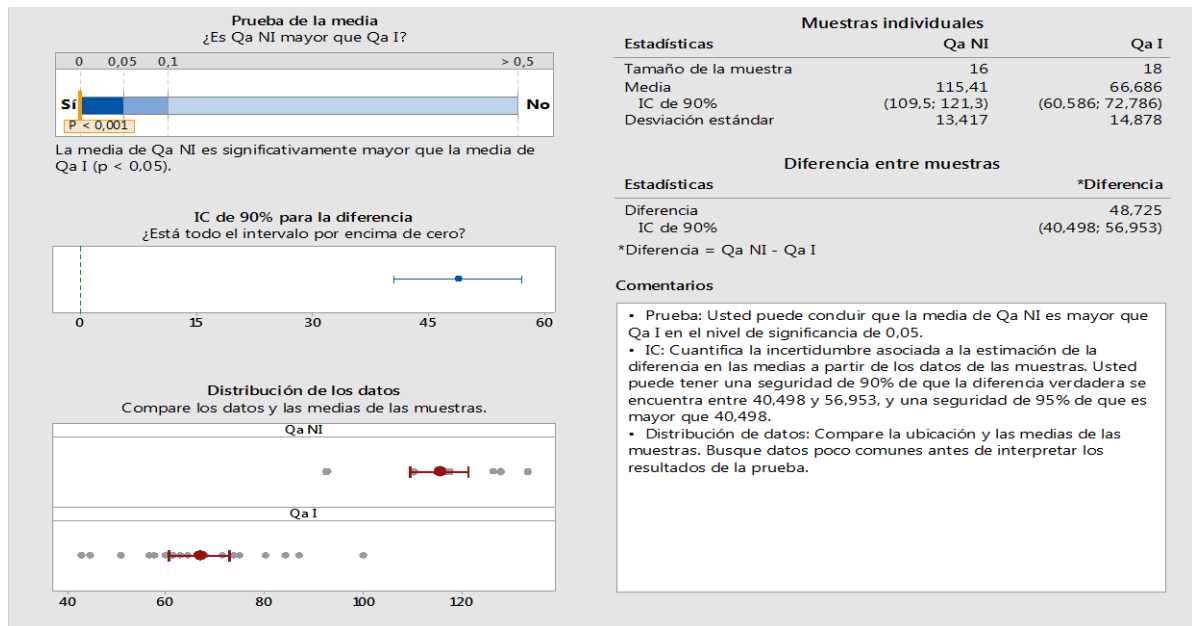 Prueba de la media
¿Es Qa NI mayor que Qa I?
0 0,05 0,1 > 0,5
Sí No
P < 0,001
La media de Qa NI es significativamente mayor que la media de
Qa I (p < 0,05).
IC de 90% para la diferencia
¿Está todo el intervalo por encima de cero?
0 15 30 45 60
Distribución de los datos
Compare los datos y las medias de las muestras.
Qa NI
Qa I
40 60 80 100 120
Muestras individuales
Estadísticas Qa NI Qa I
Tamaño de la muestra 16 18
Media 115,41 66,686
IC de 90% (109,5; 121,3) (60,586; 72,786)
Desviación estándar 13,417 14,878
Diferencia entre muestras
Estadísticas *Diferencia
Diferencia 48,725
IC de 90% (40,498; 56,953)
*Diferencia = Qa NI - Qa I
Comentarios
• Prueba: Usted puede concluir que la media de Qa NI es mayor que
Qa I en el nivel de significancia de 0,05.
• IC: Cuantifica la incertidumbre asociada a la estimación de la
diferencia en las medias a partir de los datos de las muestras. Usted
puede tener una seguridad de 90% de que la diferencia verdadera se
encuentra entre 40,498 y 56,953, y una seguridad de 95% de que es
mayor que 40,498.
• Distribución de datos: Compare la ubicación y las medias de las
muestras. Busque datos poco comunes antes de interpretar los
resultados de la prueba.